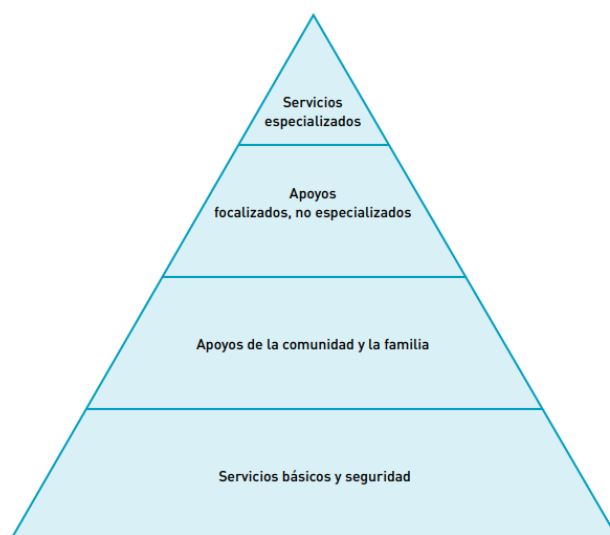 Servicios
especializados
Apoyos
focalizados, no especializados
Apoyos de la comunidad y la familia
Servicios básicos y seguridad